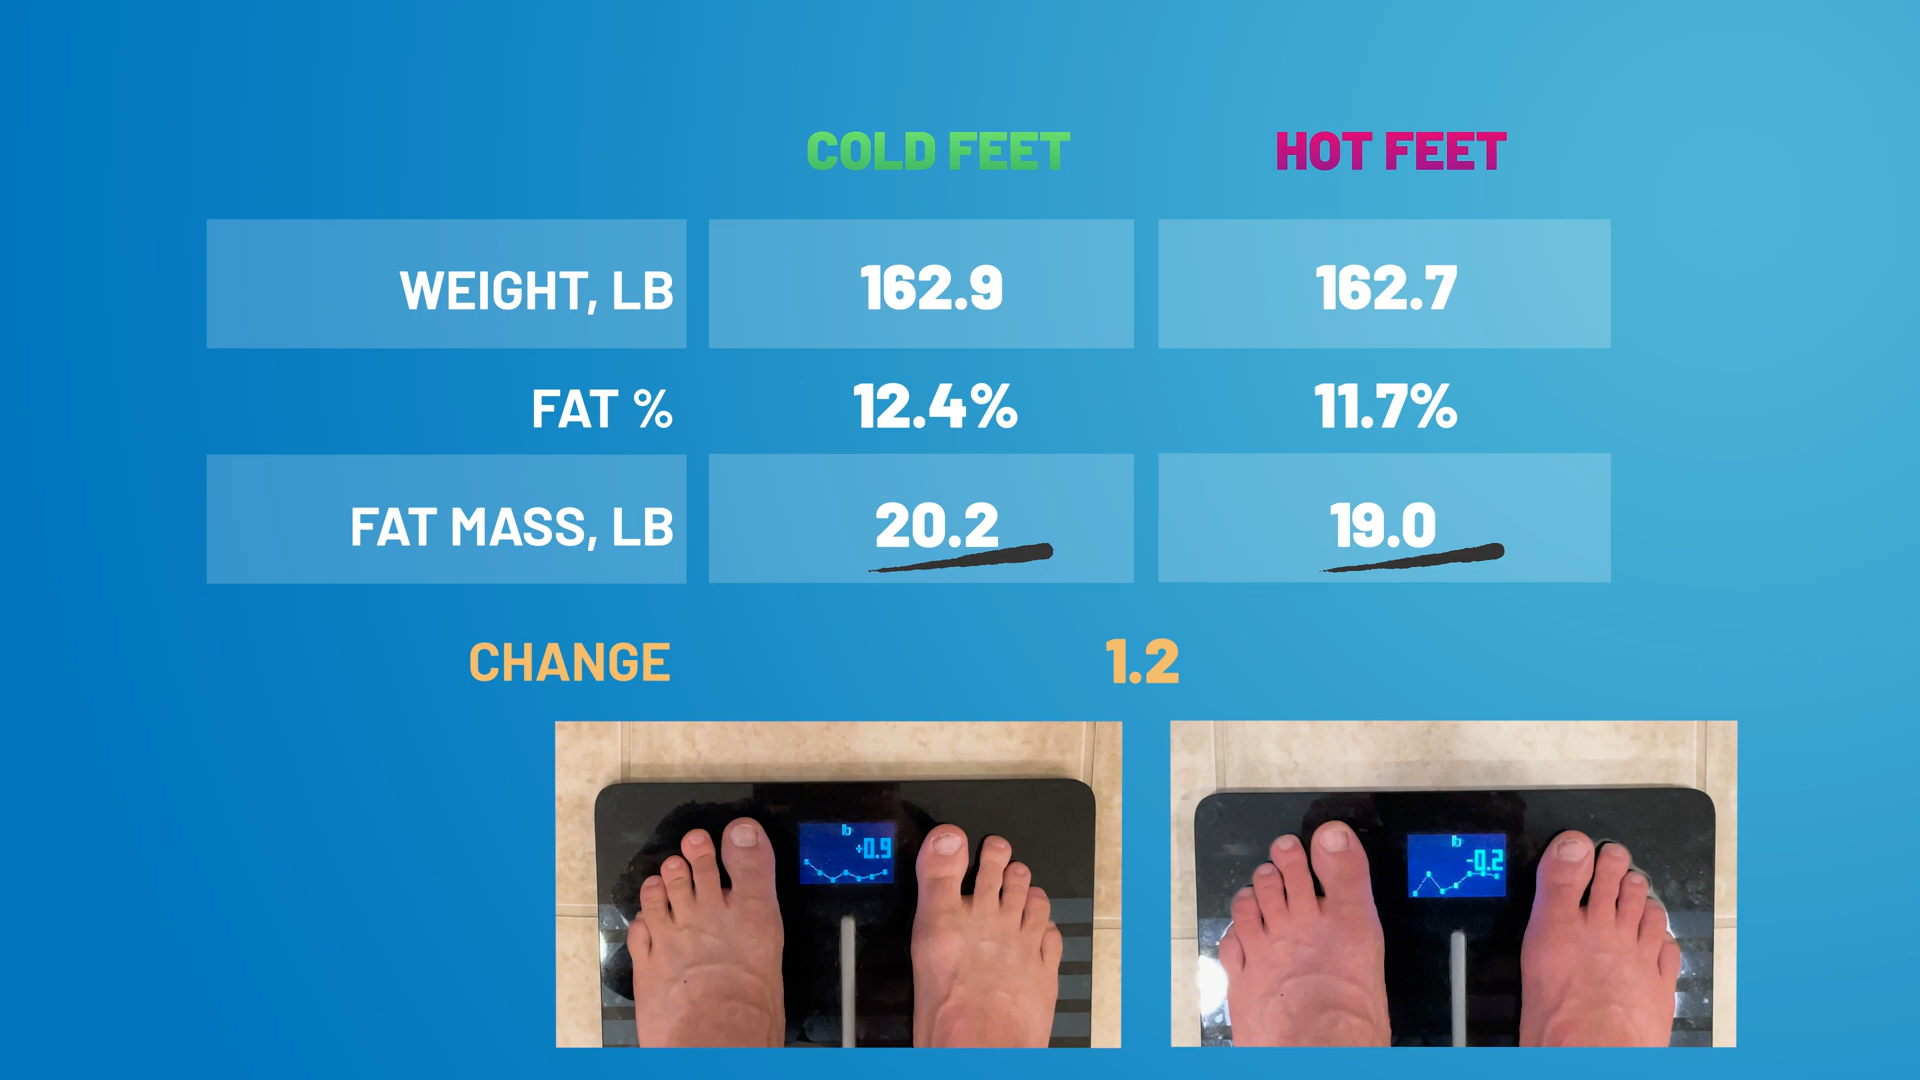 COLD FEET HOT FEET
WEIGHT, LB 162.9 162.7
FAT % 12.4% 11.7%
FAT MASS, LB 20.2 19.0
CHANGE 1.2
lb
+0.9
lb
-0.2